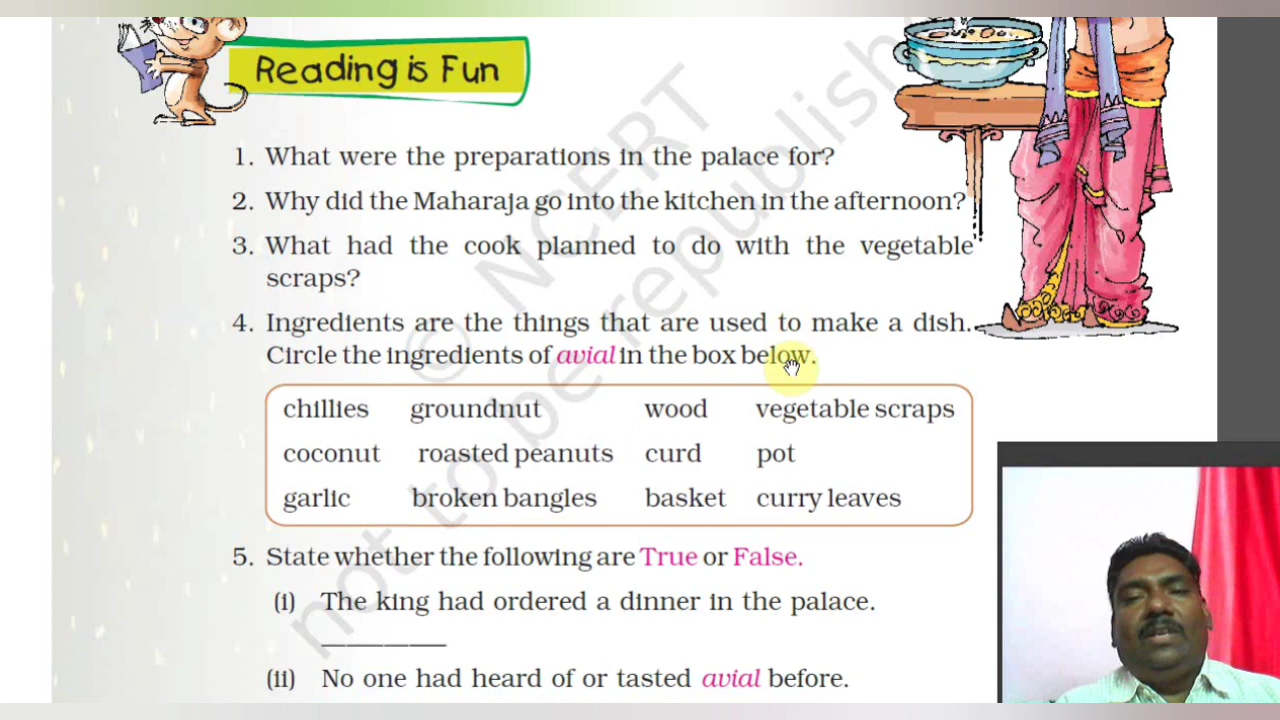 Reading is Fun
1. What were the preparations in the palace for?
2. Why did the Maharaja go into the kitchen in the afternoon?
3. What had the cook planned to do with the vegetable
scraps?
4. Ingredients are the things that are used to make a dish.
Circle the ingredients of avial in the box below.
chillies groundnut wood vegetable scraps
coconut roasted peanuts curd pot
garlic broken bangles basket curry leaves
5. State whether the following are True or False.
(i) The king had ordered a dinner in the palace.
(ii) No one had heard of or tasted avial before.
© NCERT
not to be republish